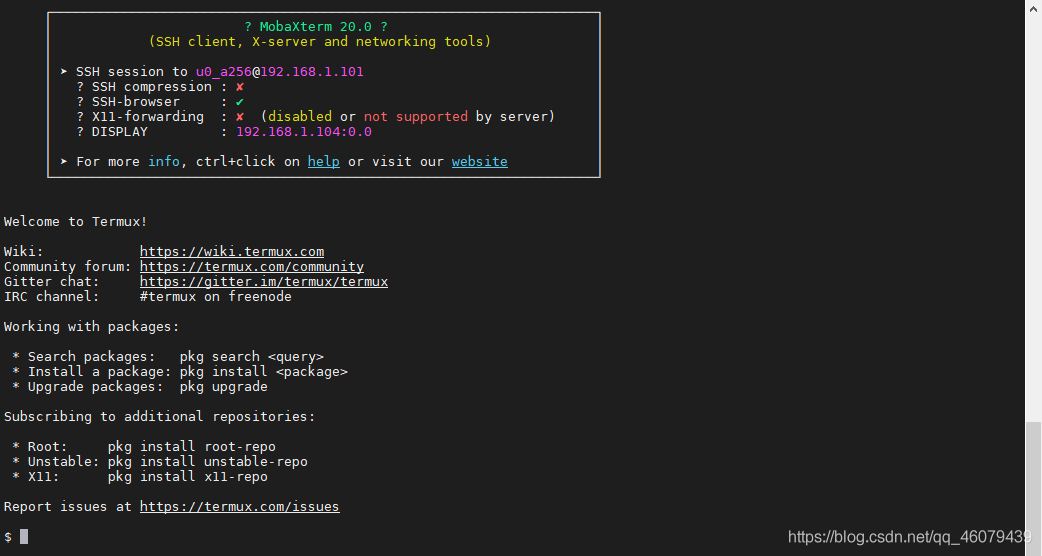 ? MobaXterm 20.0 ?
(SSH client, X-server and networking tools)
➤ SSH session to u0_a256@192.168.1.101
? SSH compression : ✘
? SSH-browser     : ✔
? X11-forwarding  : ✘  (disabled or not supported by server)
? DISPLAY         : 192.168.1.104:0.0
➤ For more info, ctrl+click on help or visit our website
Welcome to Termux!
Wiki:            https://wiki.termux.com
Community forum: https://termux.com/community
Gitter chat:     https://gitter.im/termux/termux
IRC channel:     #termux on freenode
Working with packages:
* Search packages:   pkg search <query>
* Install a package: pkg install <package>
* Upgrade packages:  pkg upgrade
Subscribing to additional repositories:
* Root:     pkg install root-repo
* Unstable: pkg install unstable-repo
* X11:      pkg install x11-repo
Report issues at https://termux.com/issues
$
https://blog.csdn.net/qq_46079439